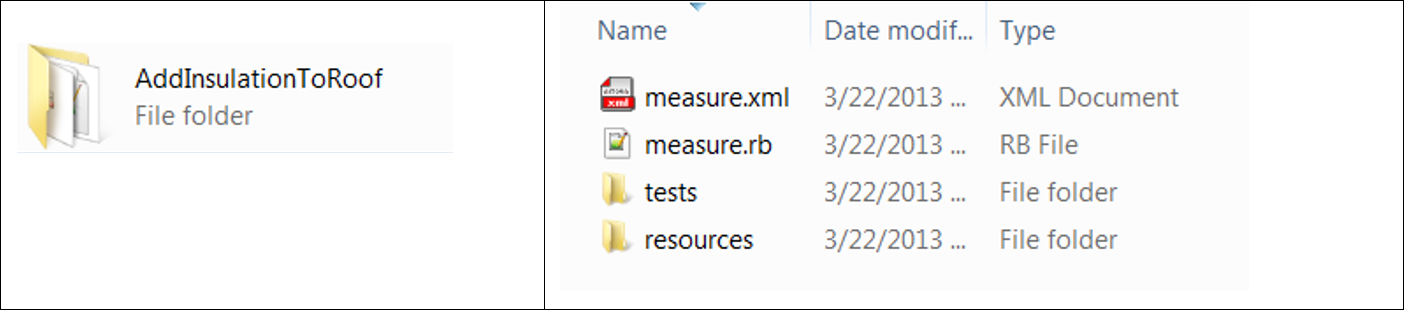 AddInsulationToRoof
File folder
Name Date modif... Type
measure.xml 3/22/2013 ... XML Document
measure.rb 3/22/2013 ... RB File
tests 3/22/2013 ... File folder
resources 3/22/2013 ... File folder